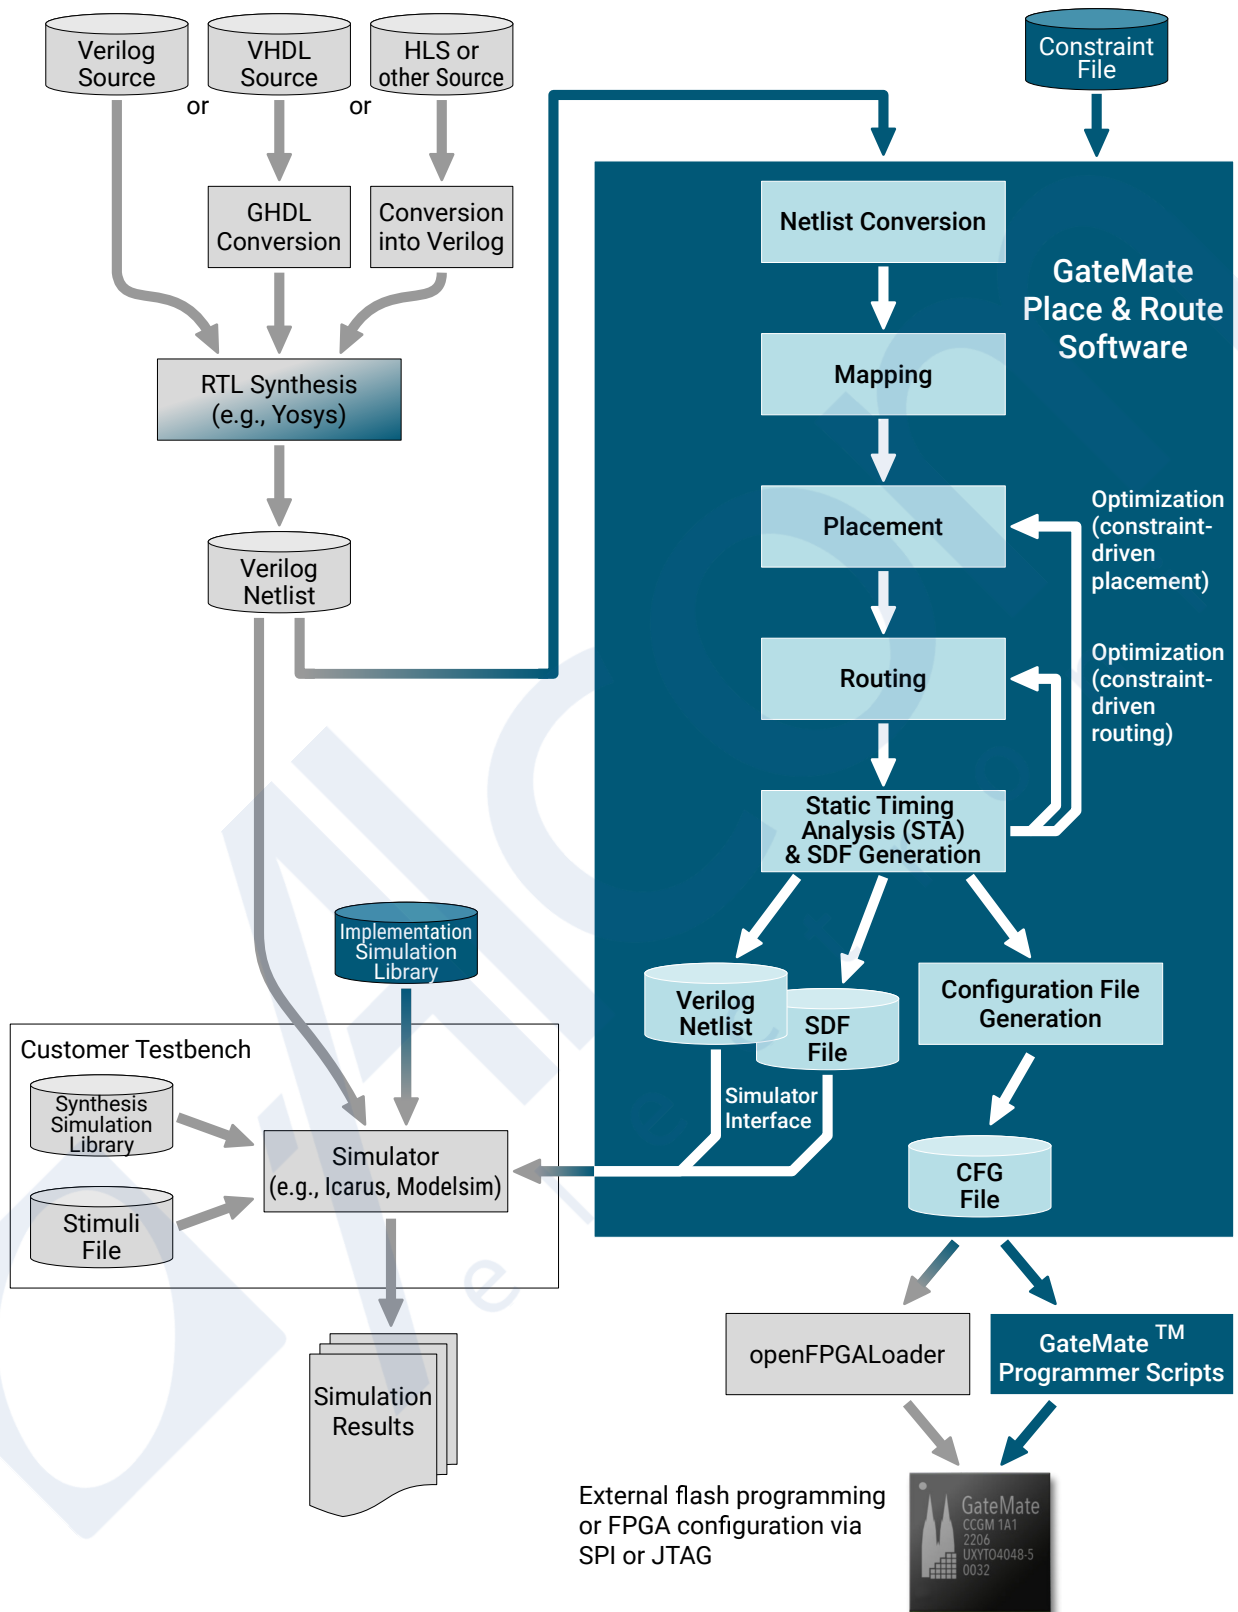 Verilog
Source
or
VHDL
Source
or
HLS or
other Source
Constraint
File
GHDL
Conversion
Conversion
into Verilog
Netlist Conversion
GateMate
Place & Route
Software
RTL Synthesis
(e.g., Yosys)
Mapping
Verilog
Netlist
Placement
Optimization
(constraint-
driven
placement)
Routing
Optimization
(constraint-
driven
routing)
Static Timing
Analysis (STA)
& SDF Generation
Implementation
Simulation
Library
Verilog
Netlist
SDF
File
Configuration File
Generation
Customer Testbench
Synthesis
Simulation
Library
Simulator
Interface
Simulator
(e.g., Icarus, Modelsim)
Stimuli
File
CFG
File
openFPGALoader
GateMate TM
Programmer Scripts
Simulation
Results
External flash programming
or FPGA configuration via
SPI or JTAG
GateMate
CCGM 1A1
2206
UXYTO4048-5
0032